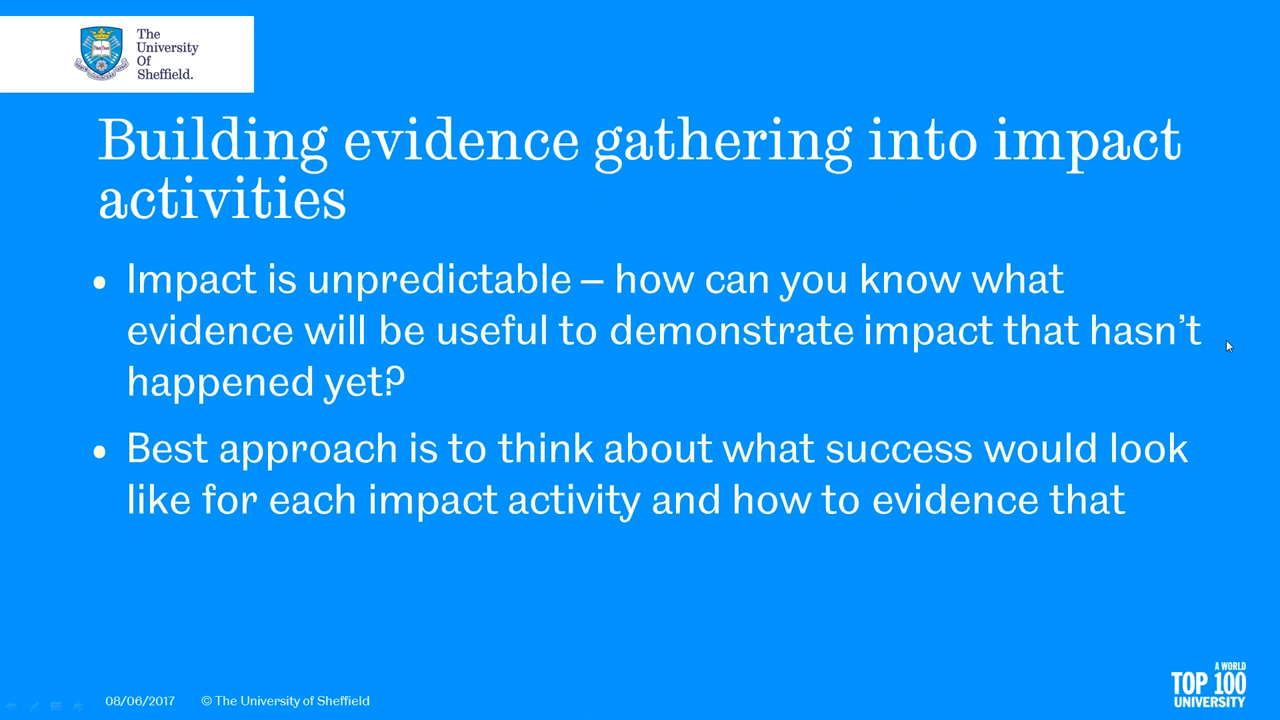 The
University
Of
Sheffield.
Building evidence gathering into impact
activities
• Impact is unpredictable – how can you know what
evidence will be useful to demonstrate impact that hasn’t
happened yet?
• Best approach is to think about what success would look
like for each impact activity and how to evidence that
08/06/2017 © The University of Sheffield
A WORLD
TOP 100
UNIVERSITY